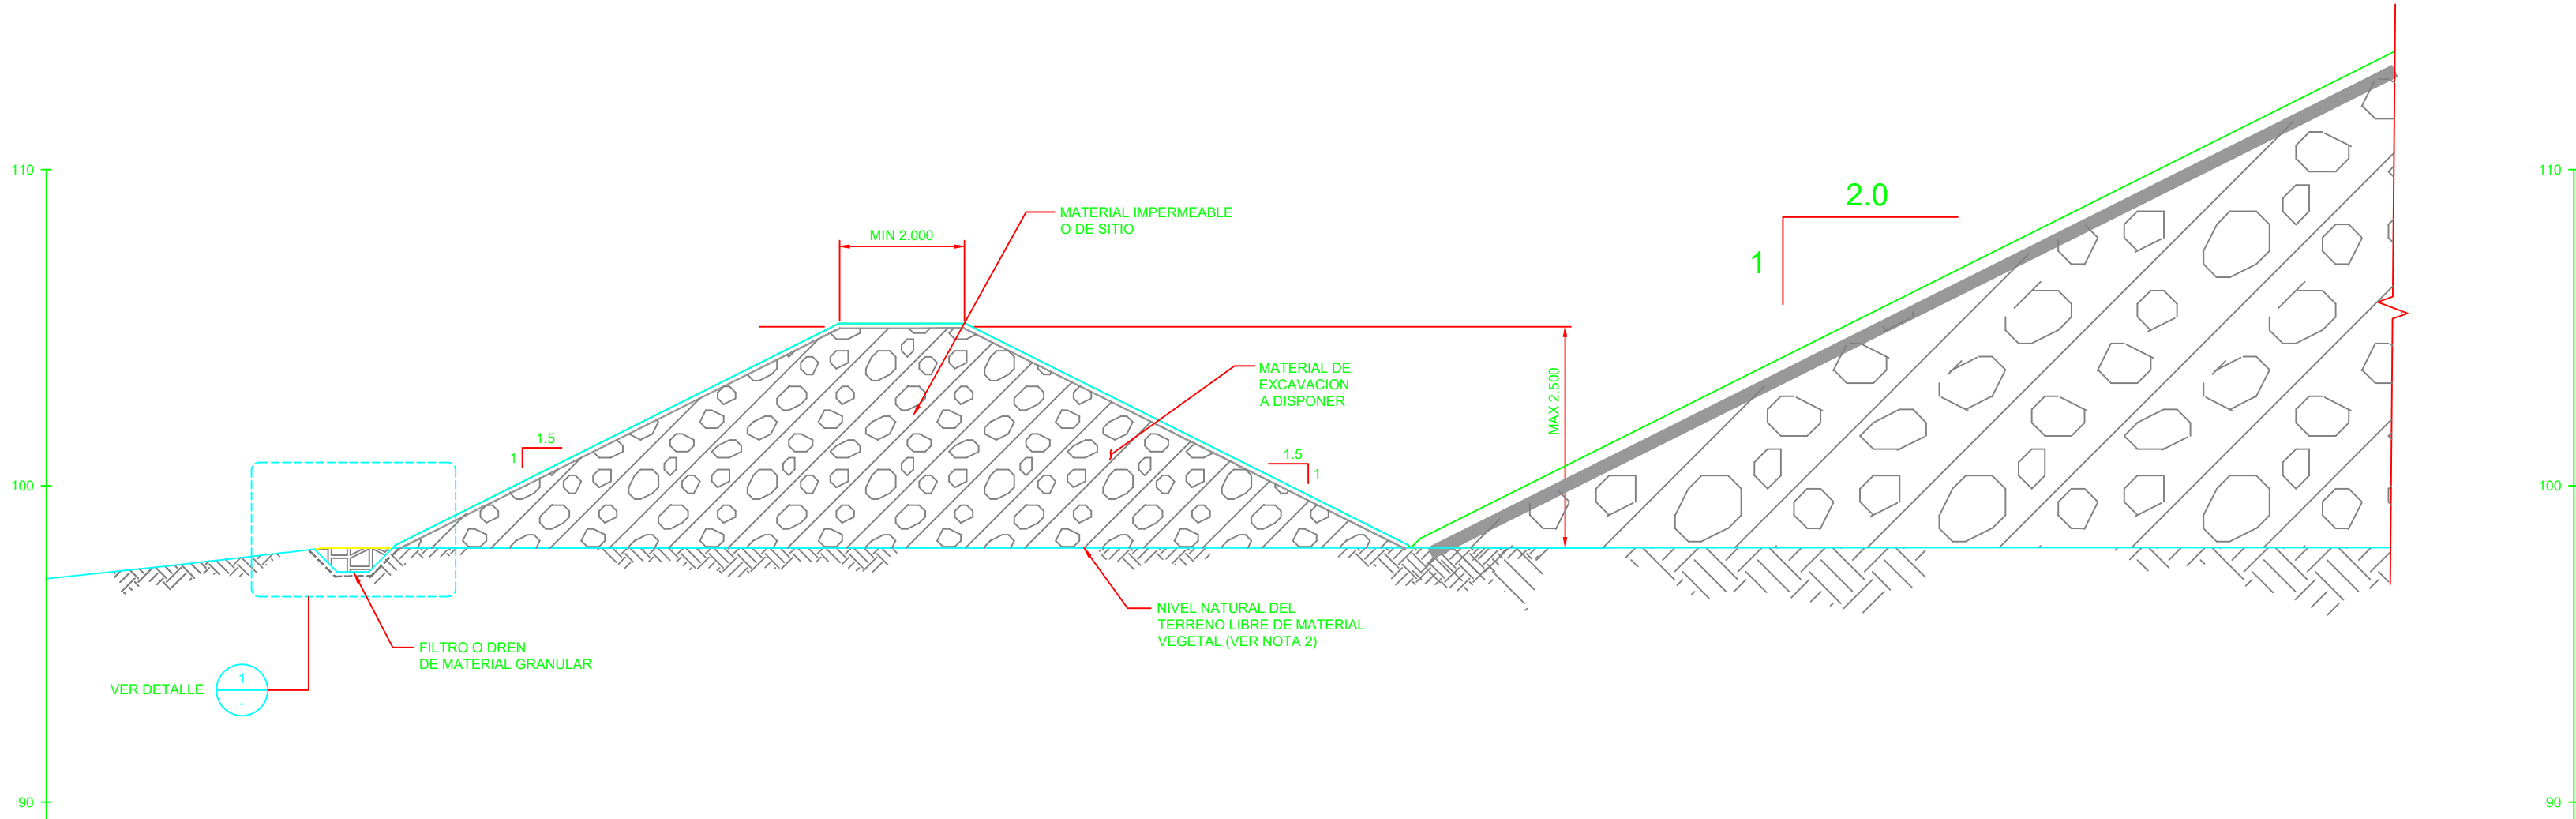 110
110
2.0
1
MATERIAL IMPERMEABLE
O DE SITIO
MIN 2.000
MATERIAL DE
EXCAVACION
A DISPONER
MAX 2.500
1.5
1
1.5
1
100
100
NIVEL NATURAL DEL
TERRENO LIBRE DE MATERIAL
VEGETAL (VER NOTA 2)
FILTRO O DREN
DE MATERIAL GRANULAR
VER DETALLE
1
-
90
90